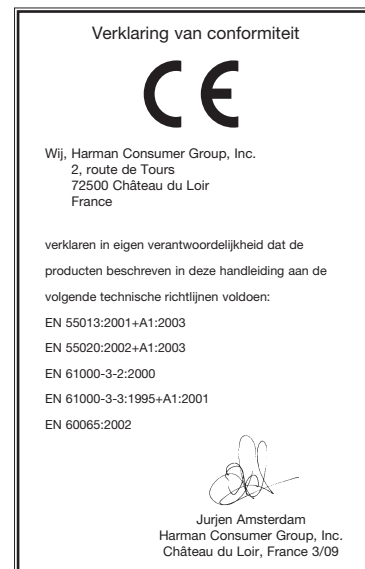 Verklaring van conformiteit
CE
Wij, Harman Consumer Group, Inc.
2, route de Tours
72500 Château du Loir
France
verklaren in eigen verantwoordelijkheid dat de
producten beschreven in deze handleiding aan de
volgende technische richtlijnen voldoen:
EN 55013:2001+A1:2003
EN 55020:2002+A1:2003
EN 61000-3-2:2000
EN 61000-3-3:1995+A1:2001
EN 60065:2002
Jurjen Amsterdam
Harman Consumer Group, Inc.
Château du Loir, France 3/09